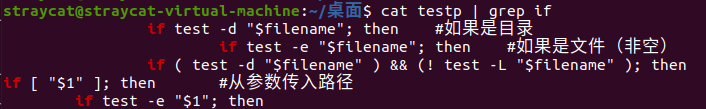 straycat@straycat-virtual-machine:~/桌面$ cat testp | grep if
if test -d "$filename"; then #如果是目录
if test -e "$filename"; then #如果是文件（非空）
if ( test -d "$filename" ) && (! test -L "$filename" ); then
if [ "$1" ]; then #从参数传入路径
if test -e "$1"; then